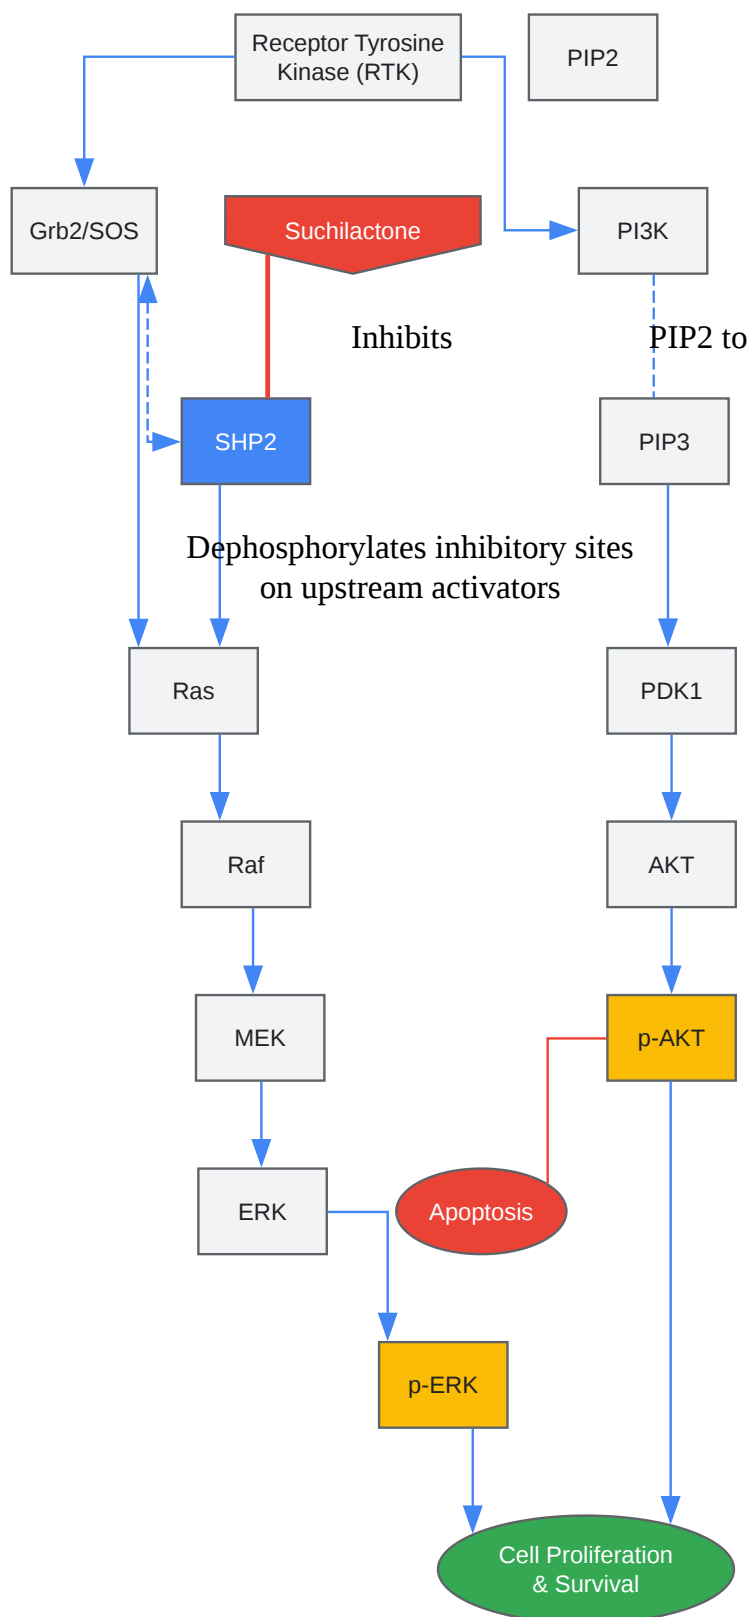 Receptor Tyrosine
Kinase (RTK)
PIP2
Grb2/SOS
Suchilactone
PI3K
Inhibits
PIP2 to
SHP2
PIP3
Dephosphorylates inhibitory sites
on upstream activators
Ras
PDK1
Raf
AKT
MEK
p-AKT
ERK
Apoptosis
p-ERK
Cell Proliferation
& Survival